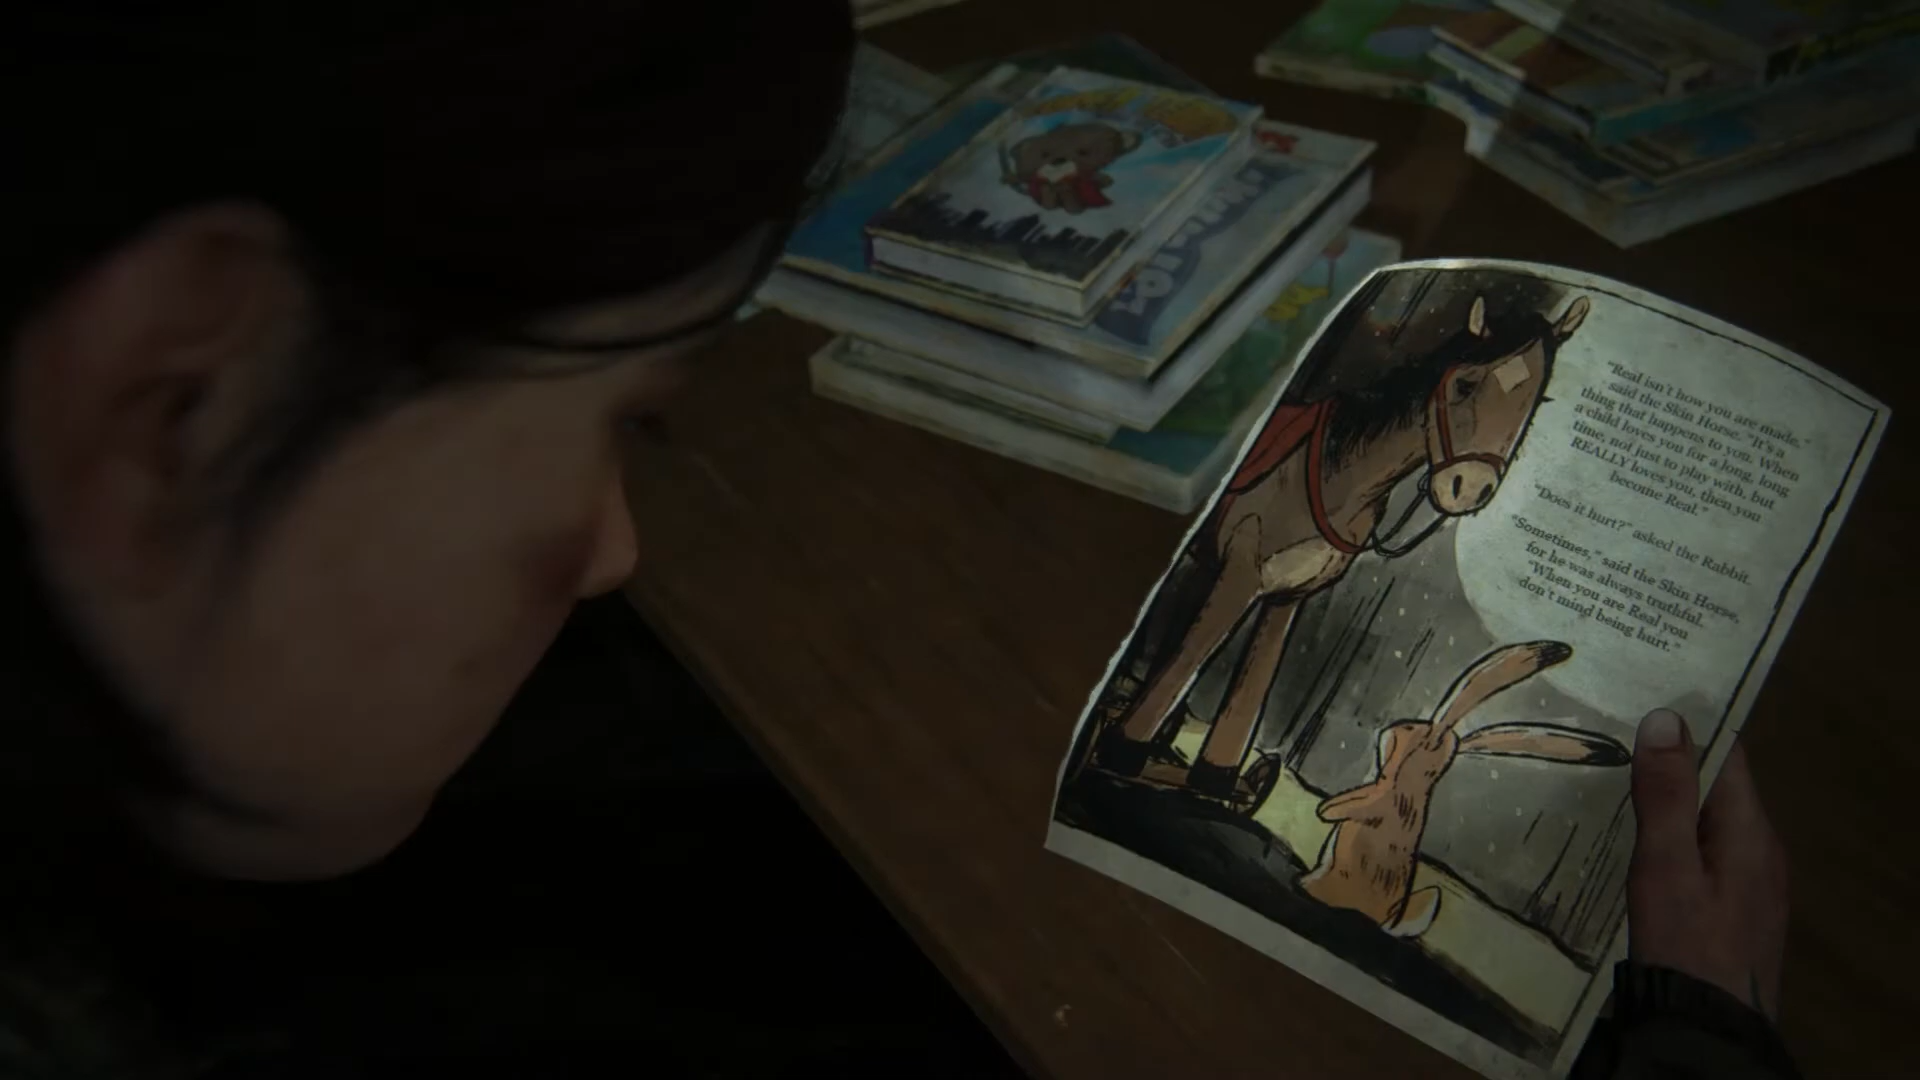 “Real isn’t how you are made,”
said the Skin Horse. “It’s a
thing that happens to you. When
a child loves you for a long, long
time, not just to play with, but
REALLY loves you, then you
become Real.”
“Does it hurt?” asked the Rabbit.
“Sometimes,” said the Skin Horse,
for he was always truthful.
“When you are Real you
don’t mind being hurt.”